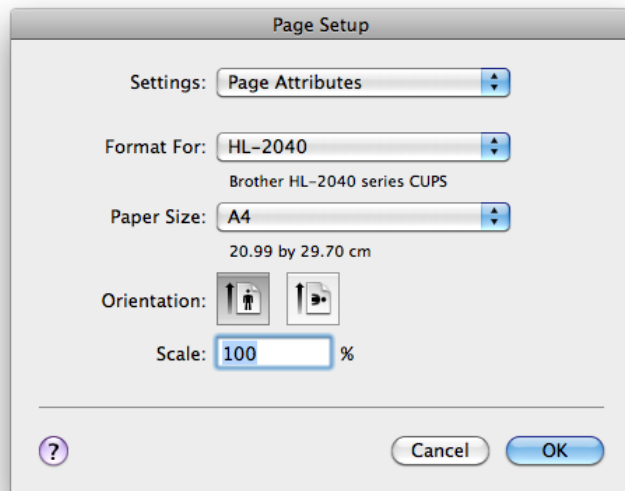 Page Setup
Settings: Page Attributes
Format For: HL-2040
Brother HL-2040 series CUPS
Paper Size: A4
20.99 by 29.70 cm
Orientation:
Scale: 100 %
? Cancel OK